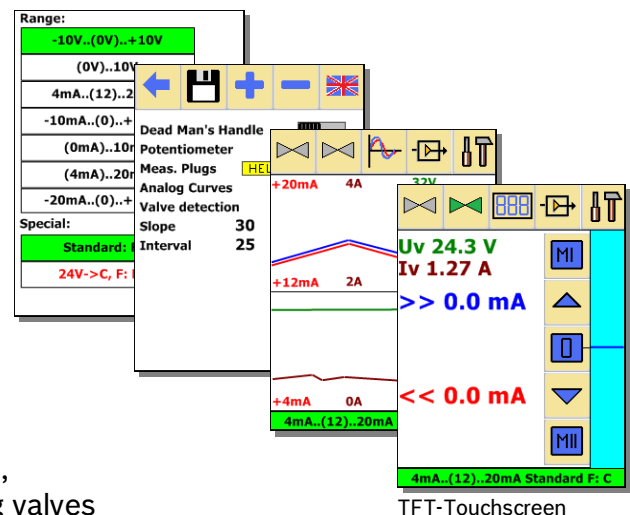 Range:
-10V..(0V)..+10V
(0V)..10V
4mA..(12)..2
-10mA..(0)..+
(0mA)..10
(4mA)..20
-20mA..(0)..+
Special:
Standard:
24V->C, F:
Dead Man's Handle
Potentiometer
Meas. Plugs HEL
Analog Curves
Valve detection
Slope 30
Interval 25
+20mA 4A 32V
+12mA 2A
+4mA 0A
4mA..(12)..20mA
Uv 24.3 V
Iv 1.27 A
>> 0.0 mA
<< 0.0 mA
MI
0
MII
4mA..(12)..20mA Standard F: C
,
g valves
TFT-Touchscreen